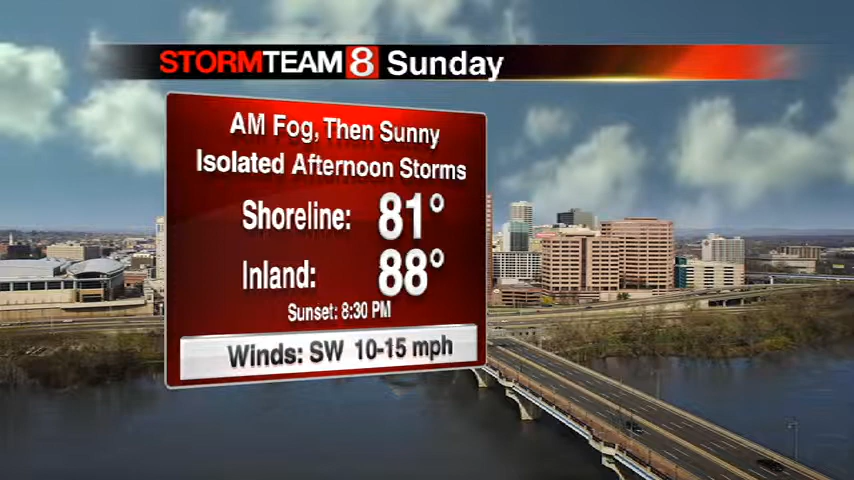 STORMTEAM 8 Sunday
AM Fog, Then Sunny
Isolated Afternoon Storms
Shoreline: 81°
Inland: 88°
Sunset: 8:30 PM
Winds: SW 10-15 mph